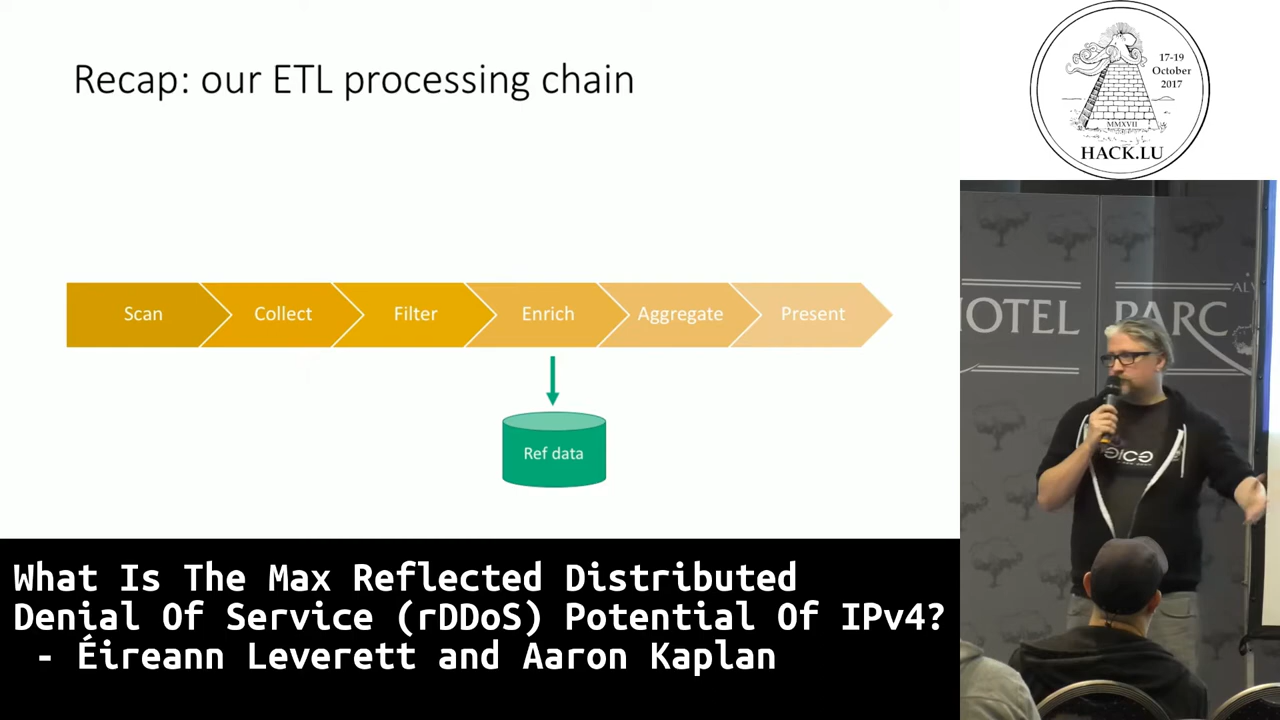 Recap: our ETL processing chain
17-19
October
2017
MMXVII
HACK.LU
Scan
Collect
Filter
Enrich
Aggregate
Present
Ref data
HOTEL
PARC
What Is The Max Reflected Distributed
Denial Of Service (rDDoS) Potential Of IPv4?
- Éireann Leverett and Aaron Kaplan